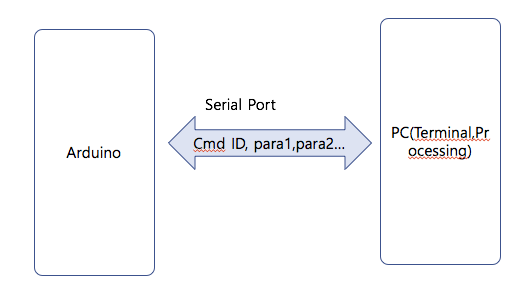 Serial Port
Arduino
Cmd ID, para1,para2...
PC(Terminal,Pr
ocessing)